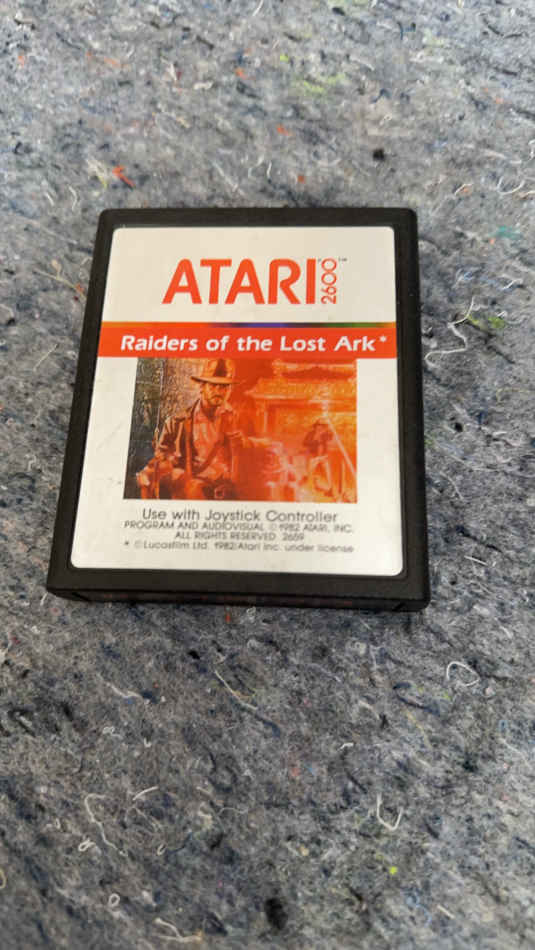 ATARI 2600™
Raiders of the Lost Ark*
Use with Joystick Controller
PROGRAM AND AUDIOVISUAL ©1982 ATARI, INC.
ALL RIGHTS RESERVED. 2659
* ©Lucasfilm Ltd. 1982/Atari Inc. under license